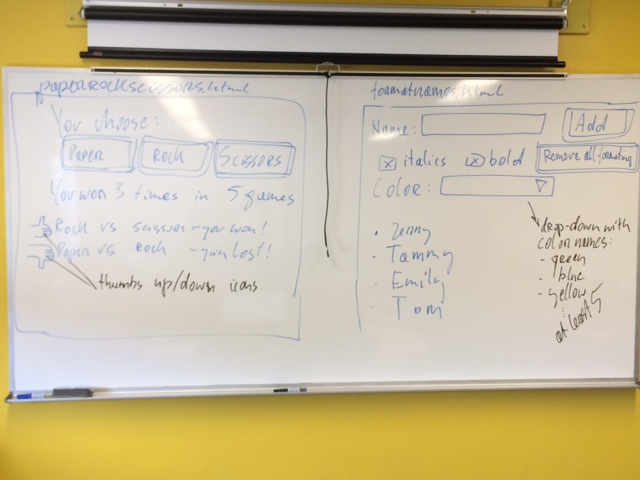 paperrockscissors.html
You choose:
Paper Rock Scissors
You won 3 times in 5 games
Rock vs scissors - you won!
Paper vs Rock - you lost!
thumbs up/down icons
formatnames.html
Name: Add
italics bold Remove all formatting
Color:
Jenny
Tammy
Emily
Tom
drop-down with
color names:
- green
- blue
- yellow
at least 5